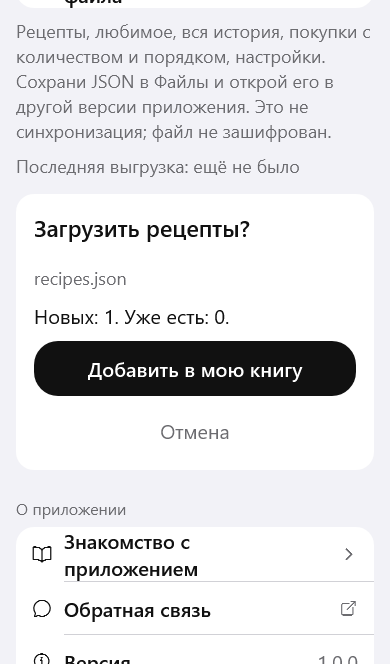 файла
Рецепты, любимое, вся история, покупки с
количеством и порядком, настройки.
Сохрани JSON в Файлы и открой его в
другой версии приложения. Это не
синхронизация; файл не зашифрован.
Последняя выгрузка: ещё не было
Загрузить рецепты?
recipes.json
Новых: 1. Уже есть: 0.
Добавить в мою книгу
Отмена
О приложении
Знакомство с
приложением
Обратная связь
Версия 1.0.0